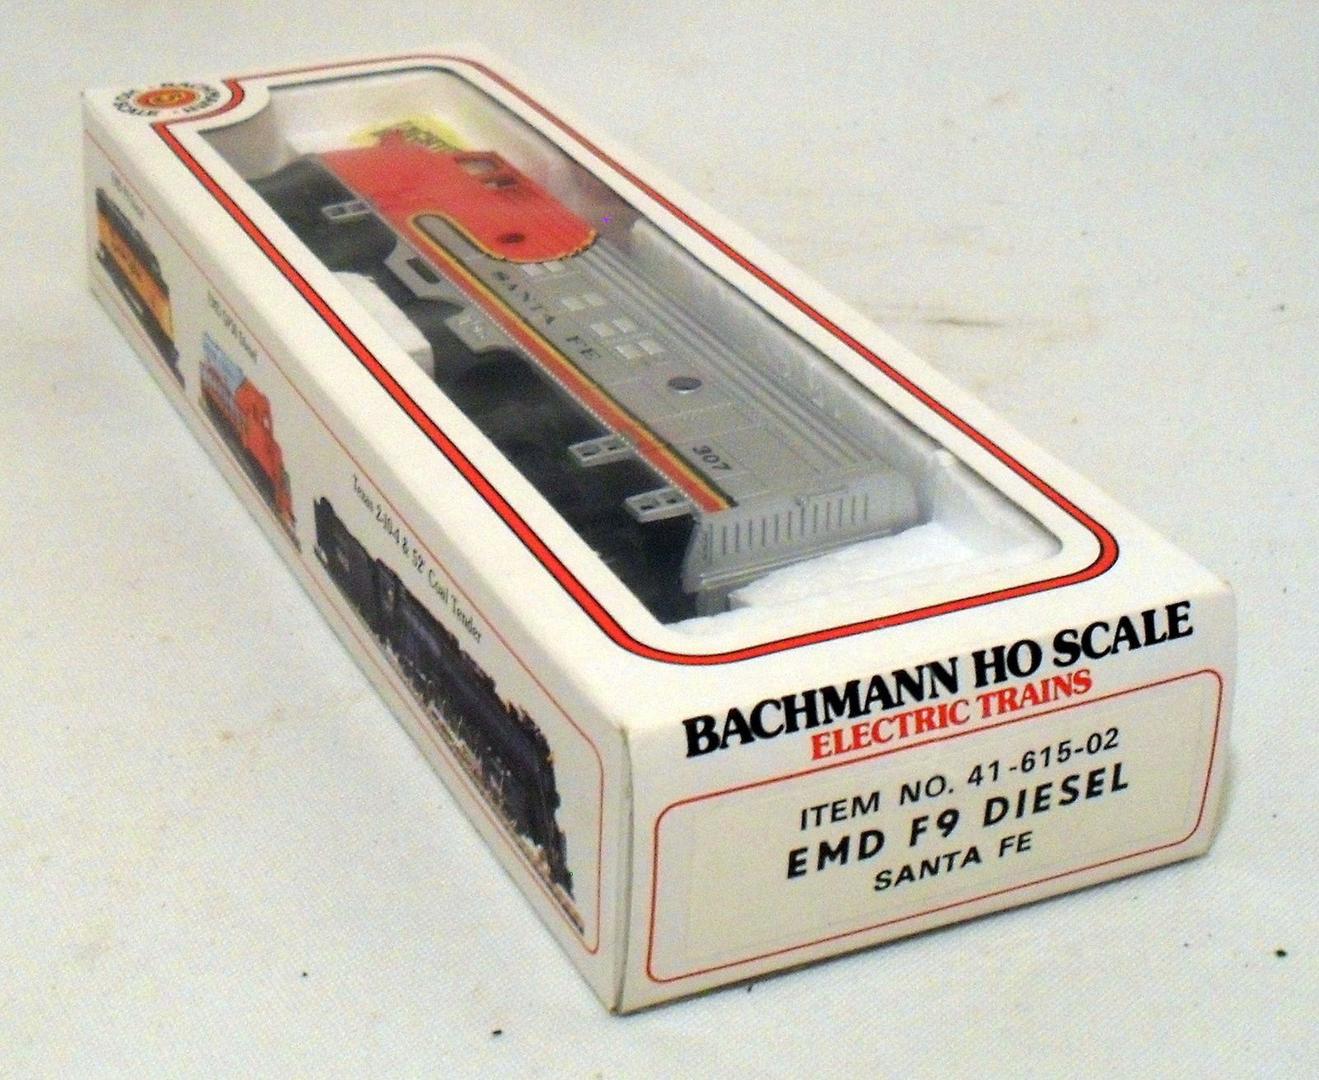 SANTA FE
307
Texas 2-10-4 & 52' Coal Tender
BACHMANN HO SCALE
ELECTRIC TRAINS
ITEM NO. 41-615-02
EMD F9 DIESEL
SANTA FE